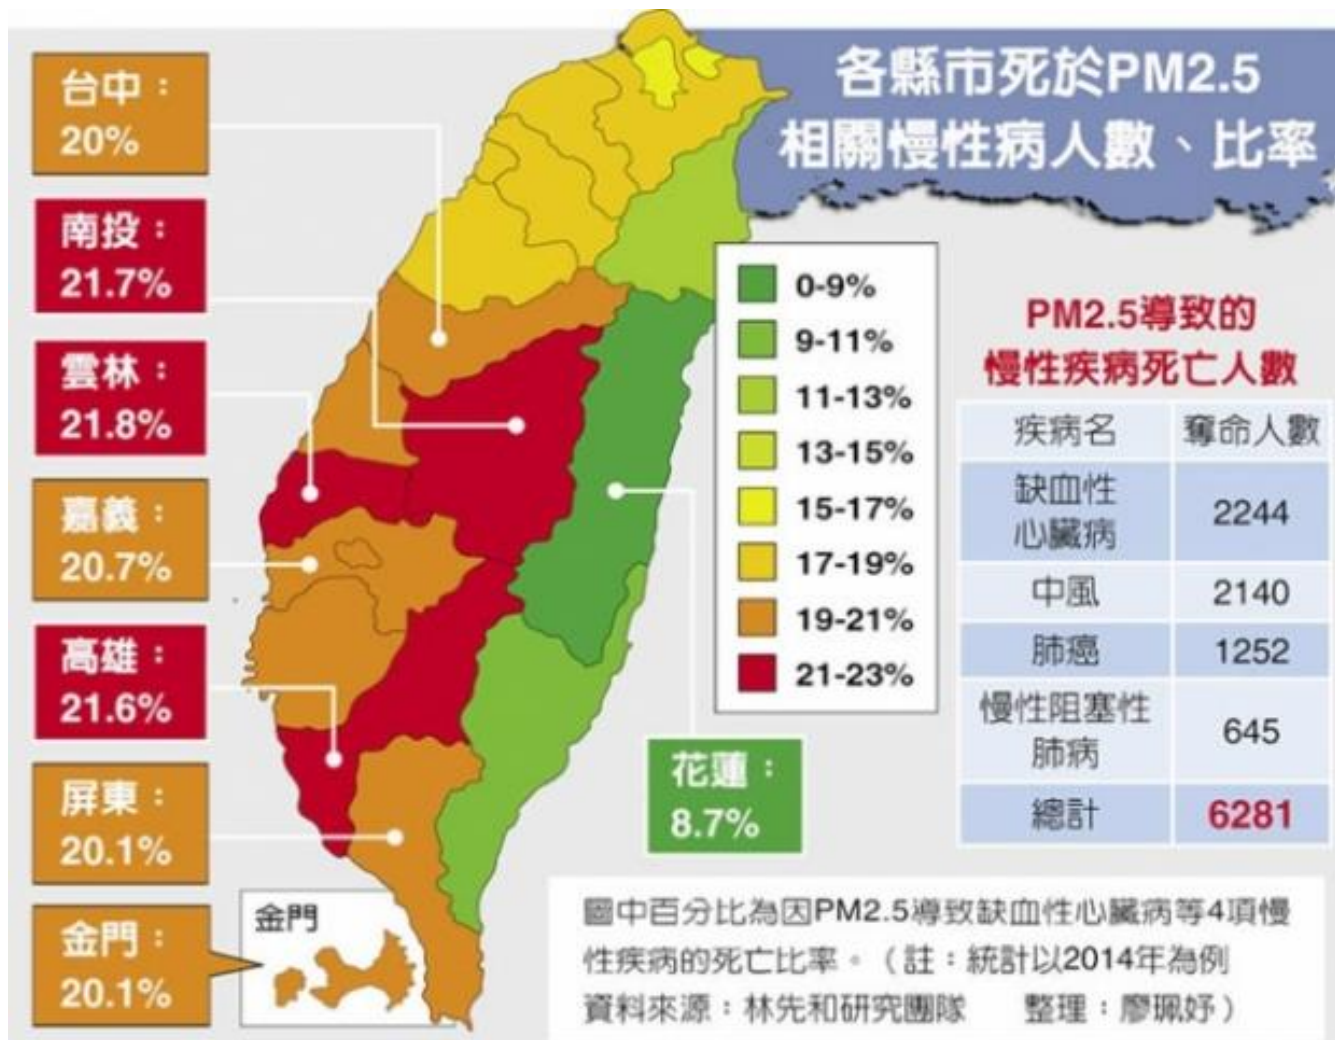 各縣市死於PM2.5
相關慢性病人數、比率
台中：
20%
南投：
21.7%
雲林：
21.8%
嘉義：
20.7%
高雄：
21.6%
屏東：
20.1%
金門：
20.1%
金門
花蓮：
8.7%
0-9%
9-11%
11-13%
13-15%
15-17%
17-19%
19-21%
21-23%
PM2.5導致的
慢性疾病死亡人數
疾病名 奪命人數
缺血性
心臟病 2244
中風 2140
肺癌 1252
慢性阻塞性
肺病 645
總計 6281
圖中百分比為因PM2.5導致缺血性心臟病等4項慢
性疾病的死亡比率。（註：統計以2014年為例
資料來源：林先和研究團隊 整理：廖珮妤）